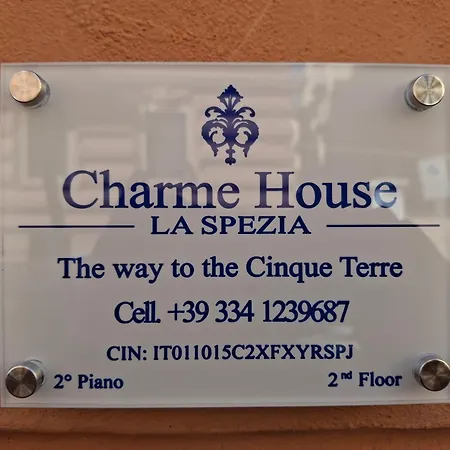 Charme House
LA SPEZIA
The way to the Cinque Terre
Cell. +39 334 1239687
CIN: IT011015C2XFXYRSPJ
2° Piano
2nd Floor